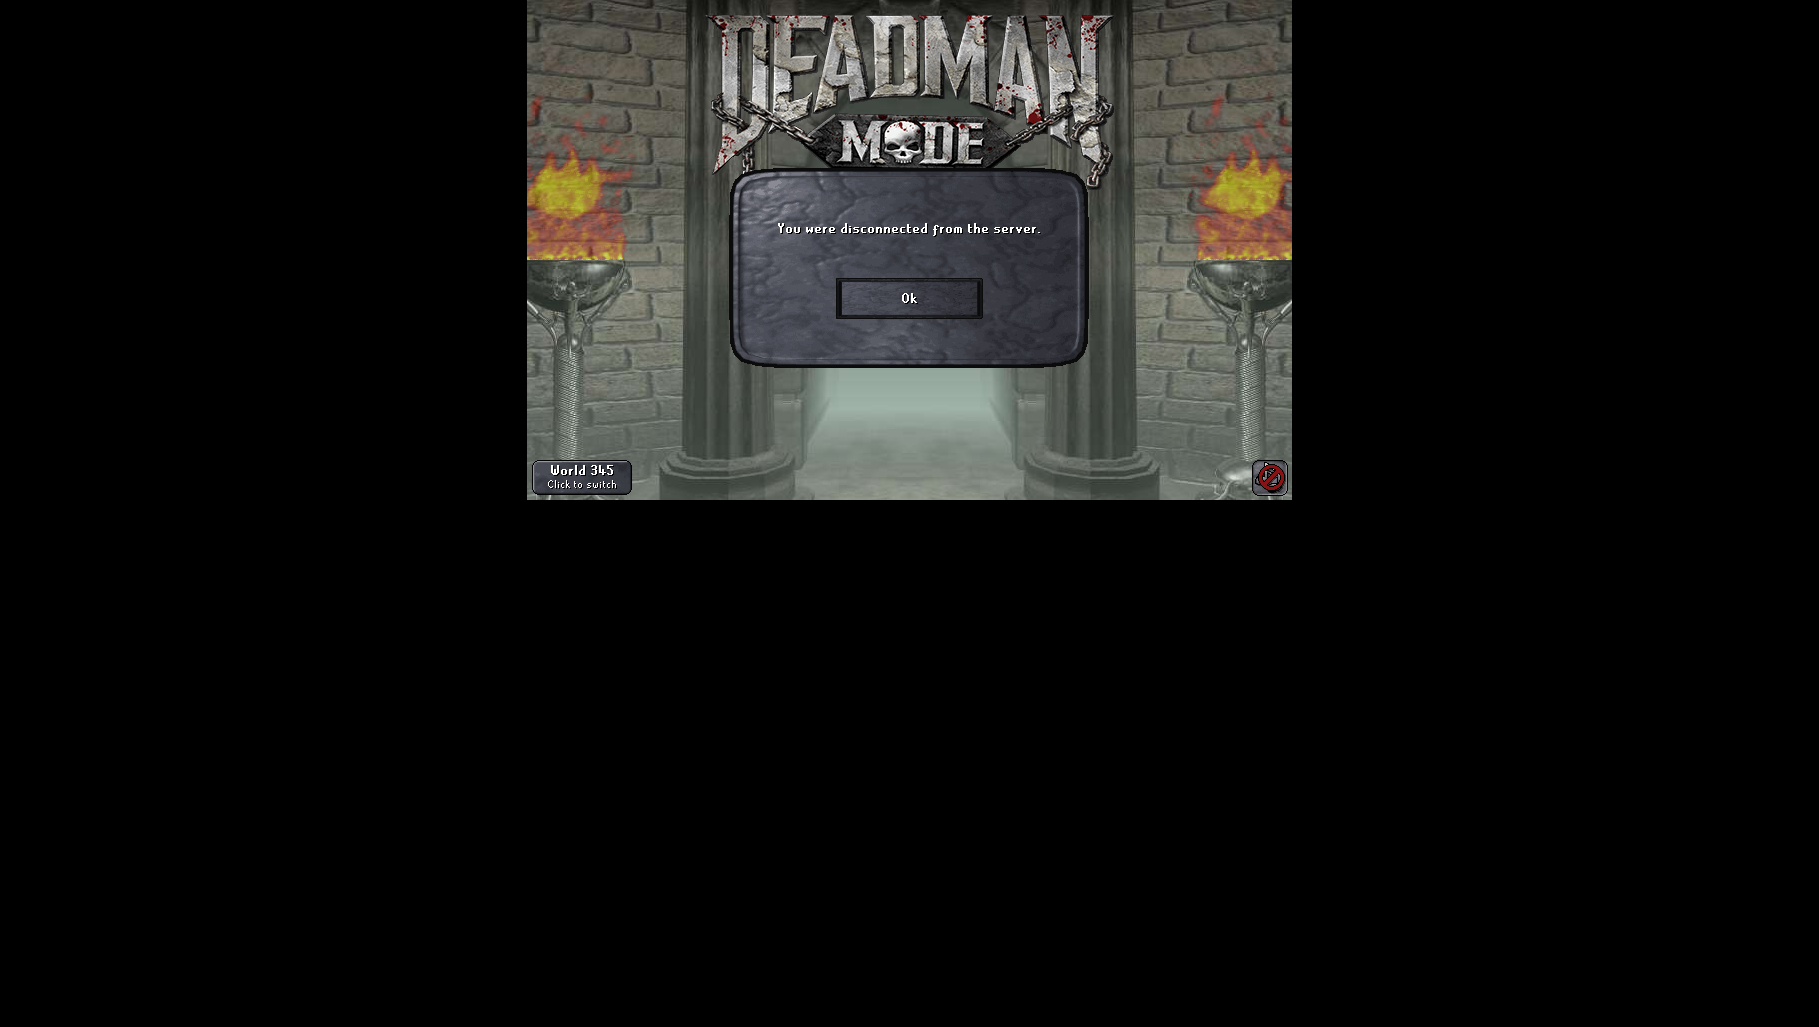 DEADMAN
MODE
You were disconnected from the server.
Ok
World 345
Click to switch